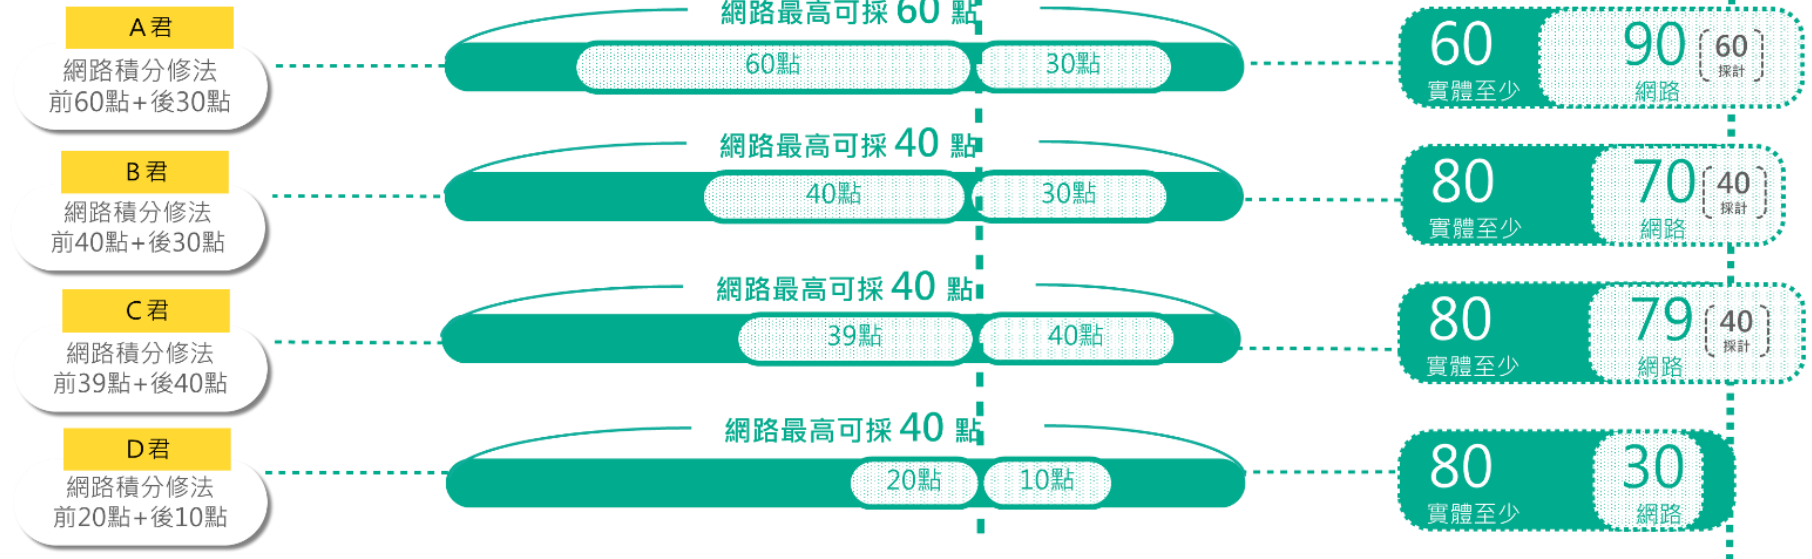 A君
網路積分修法
前60點+後30點
網路最高可採 60 點
60點
30點
60
實體至少
90
網路
60
採計
B君
網路積分修法
前40點+後30點
網路最高可採 40 點
40點
30點
80
實體至少
70
網路
40
採計
C君
網路積分修法
前39點+後40點
網路最高可採 40 點
39點
40點
80
實體至少
79
網路
40
採計
D君
網路積分修法
前20點+後10點
網路最高可採 40 點
20點
10點
80
實體至少
30
網路